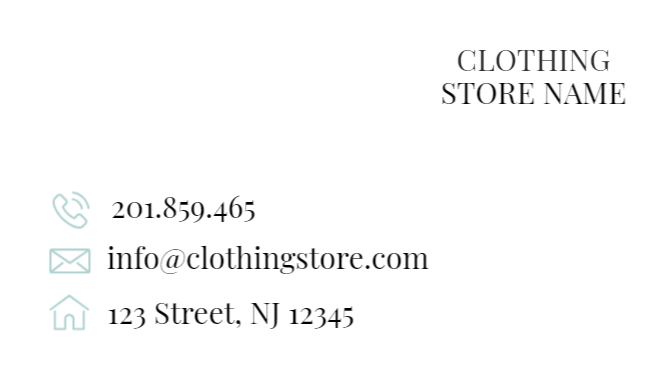 CLOTHING
STORE NAME
201.859.465
info@clothingstore.com
123 Street, NJ 12345